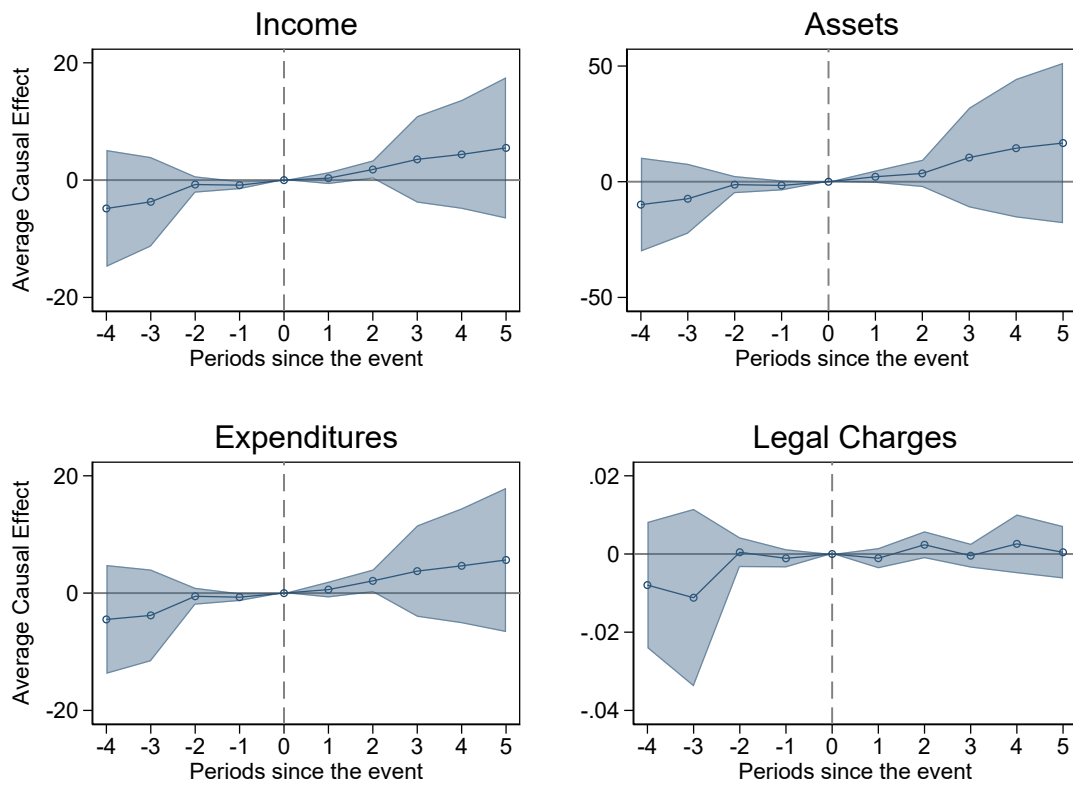 Income
Average Causal Effect
20
0
-20
-4 -3 -2 -1 0 1 2 3 4 5
Periods since the event
Assets
50
0
-50
-4 -3 -2 -1 0 1 2 3 4 5
Periods since the event
Expenditures
Average Causal Effect
20
0
-20
-4 -3 -2 -1 0 1 2 3 4 5
Periods since the event
Legal Charges
.02
0
-.02
-.04
-4 -3 -2 -1 0 1 2 3 4 5
Periods since the event